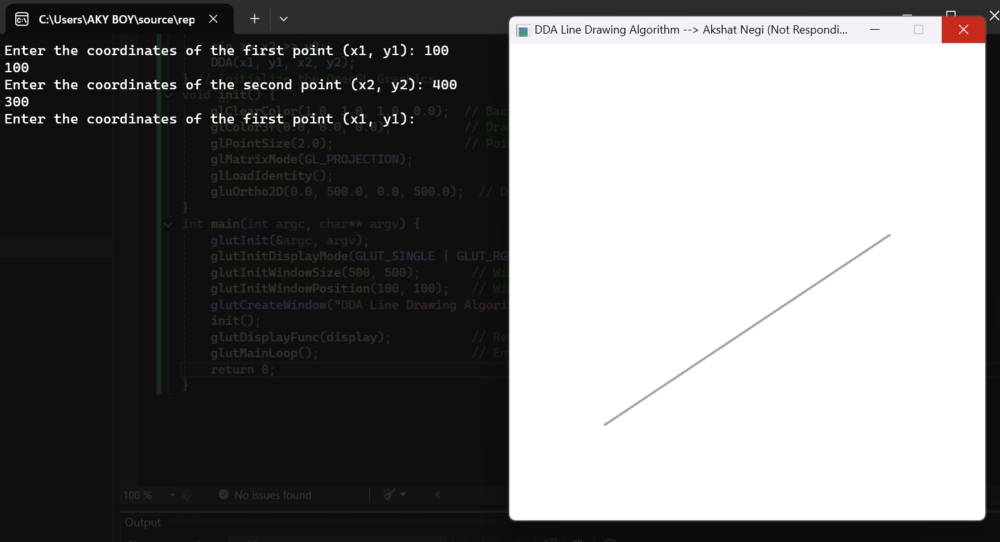 C:\Users\AKY BOY\source\rep
DDA Line Drawing Algorithm --> Akshat Negi (Not Respondi...
Enter the coordinates of the first point (x1, y1): 100
100
Enter the coordinates of the second point (x2, y2): 400
300
Enter the coordinates of the first point (x1, y1):
cin >> x2 >> y2;
DDA(x1, y1, x2, y2);
} // Initialize the OpenGL Graphics
void init() {
glClearColor(1.0, 1.0, 1.0, 0.0); // Bac
glColor3f(0.0, 0.0, 0.0); // Dra
glPointSize(2.0); // Poi
glMatrixMode(GL_PROJECTION);
glLoadIdentity();
gluOrtho2D(0.0, 500.0, 0.0, 500.0); // D
}
int main(int argc, char** argv) {
glutInit(&argc, argv);
glutInitDisplayMode(GLUT_SINGLE | GLUT_RG
glutInitWindowSize(500, 500); // Wi
glutInitWindowPosition(100, 100); // Wi
glutCreateWindow("DDA Line Drawing Algori
init();
glutDisplayFunc(display); // Re
glutMainLoop(); // En
return 0;
}
100 %
No issues found
Output